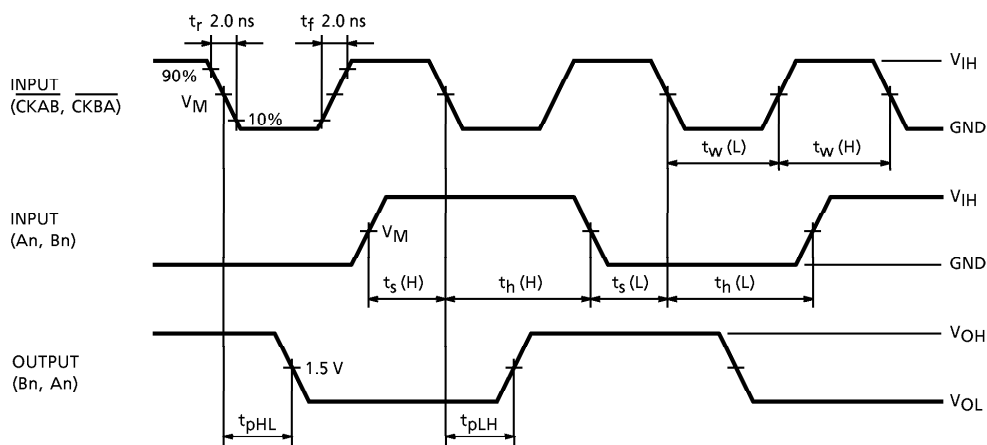 tr 2.0 ns
tf 2.0 ns
INPUT
(CKAB, CKBA)
90%
VM
10%
VIH
GND
tw (L)
tw (H)
INPUT
(An, Bn)
VM
VIH
GND
ts (H)
th (H)
ts (L)
th (L)
OUTPUT
(Bn, An)
1.5 V
VOH
VOL
tpHL
tpLH